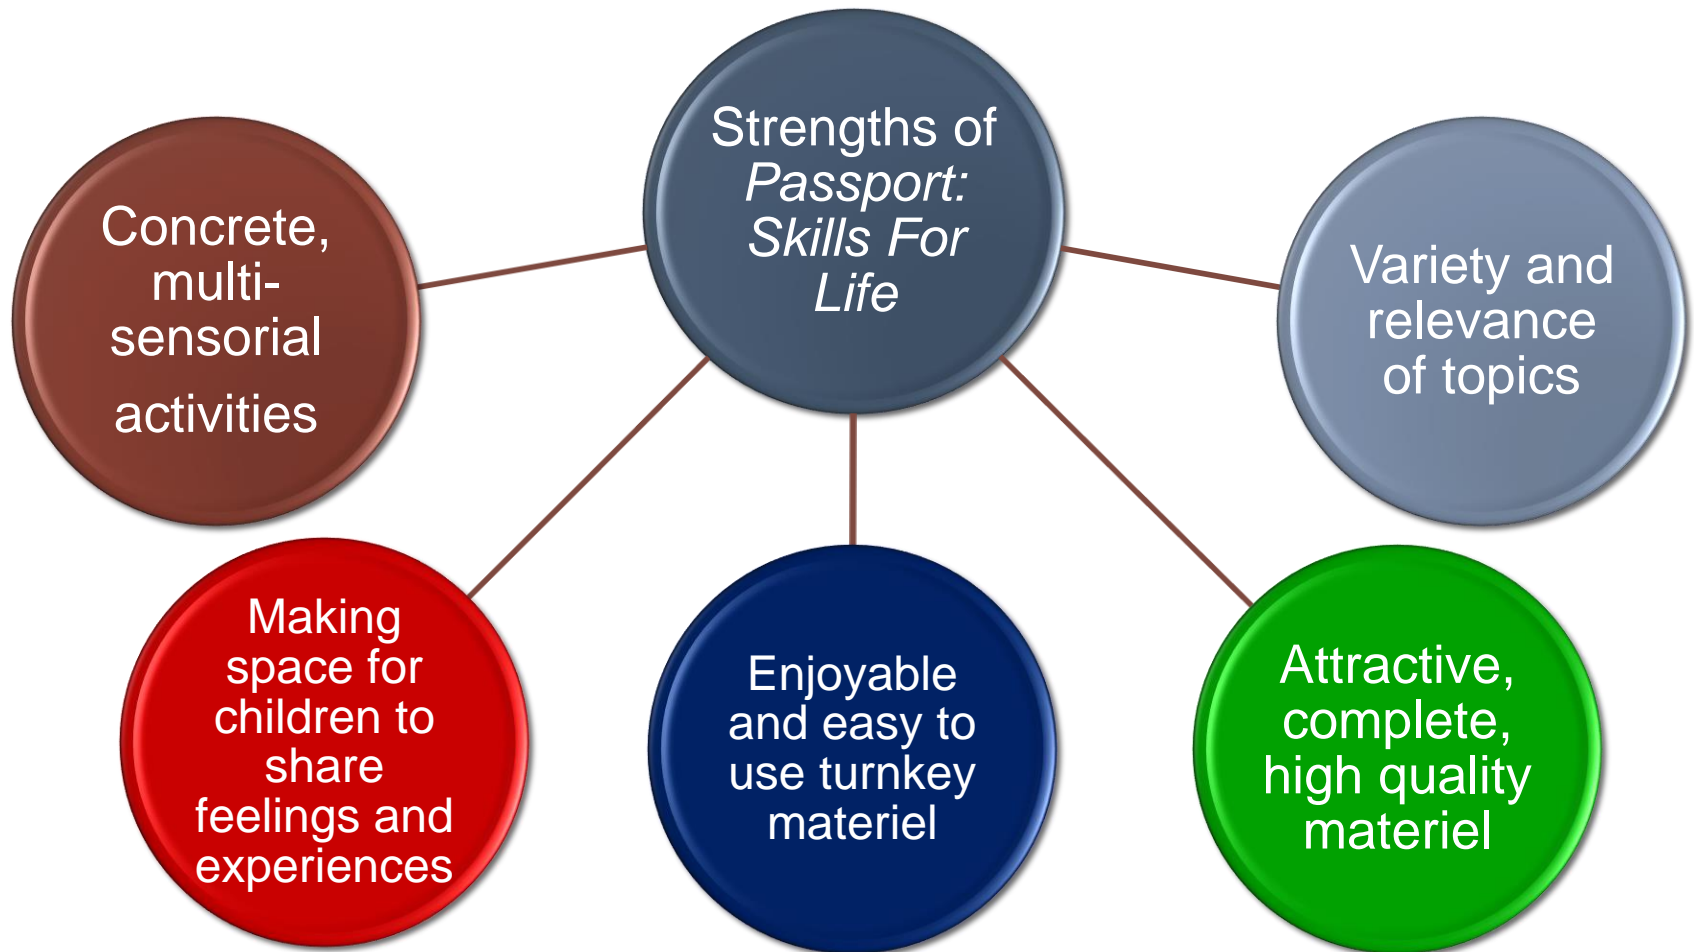 Strengths of
Passport:
Skills For
Life
Concrete,
multi-
sensorial
activities
Variety and
relevance
of topics
Making
space for
children to
share
feelings and
experiences
Enjoyable
and easy to
use turnkey
materiel
Attractive,
complete,
high quality
materiel